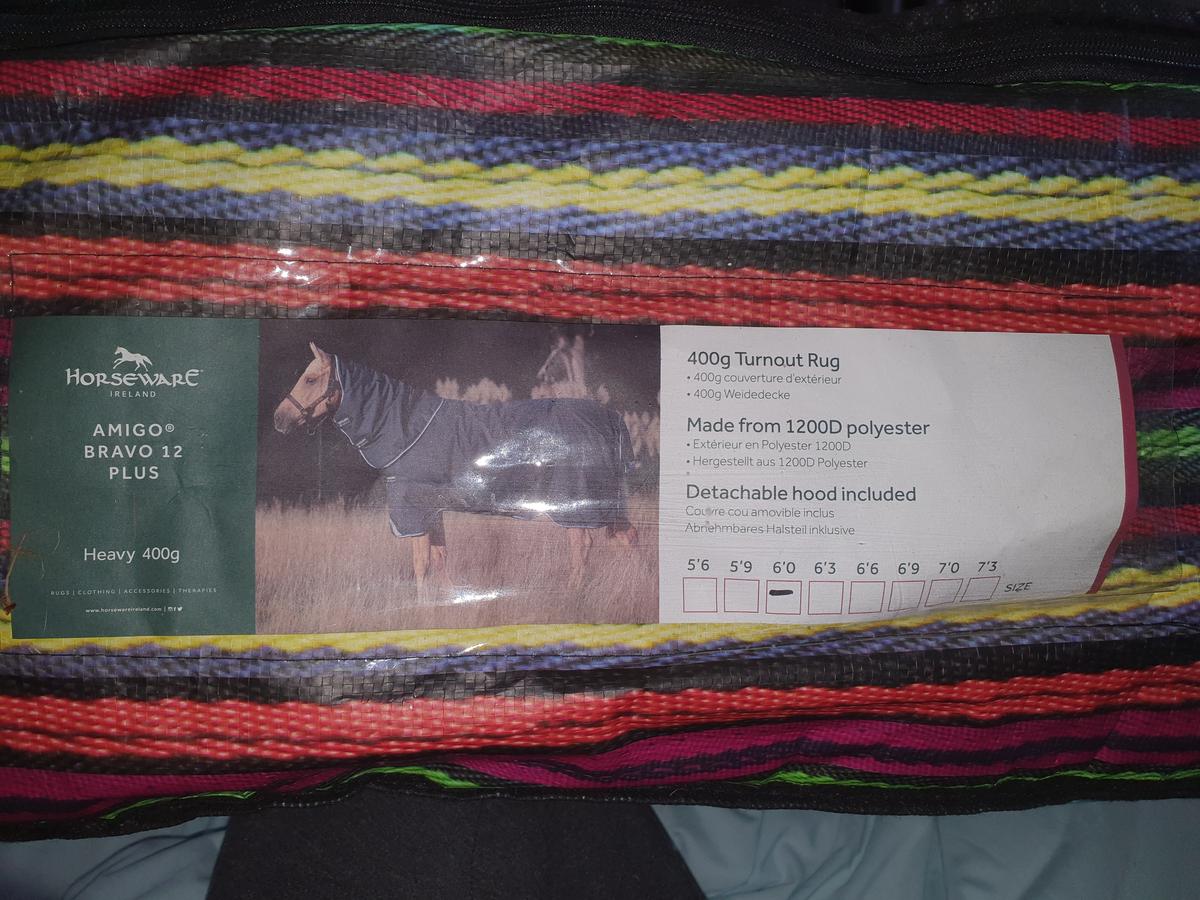 HORSEWARE
IRELAND
AMIGO®
BRAVO 12
PLUS
Heavy 400g
RUGS | CLOTHING | ACCESSORIES | THERAPIES
www.horsewareireland.com |
400g Turnout Rug
• 400g couverture d'extérieur
• 400g Weidedecke
Made from 1200D polyester
• Extérieur en Polyester 1200D
• Hergestellt aus 1200D Polyester
Detachable hood included
Couvre cou amovible inclus
Abnehmbares Halsteil inklusive
5'6 5'9 6'0 6'3 6'6 6'9 7'0 7'3
SIZE